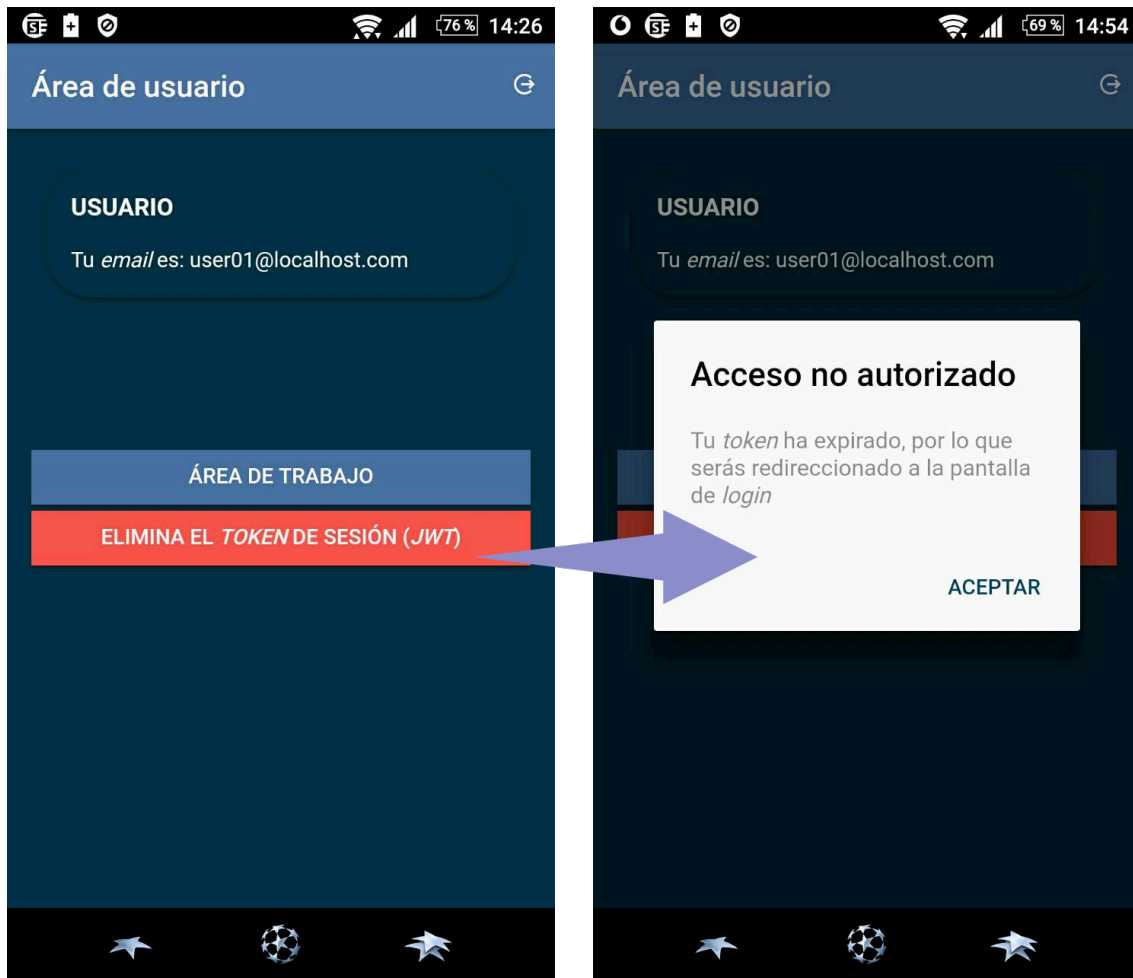 76 % 14:26
Área de usuario
USUARIO
Tu email es: user01@localhost.com
ÁREA DE TRABAJO
ELIMINA EL TOKEN DE SESIÓN (JWT)
69 % 14:54
Área de usuario
USUARIO
Tu email es: user01@localhost.com
Acceso no autorizado
Tu token ha expirado, por lo que
serás redireccionado a la pantalla
de login
ACEPTAR